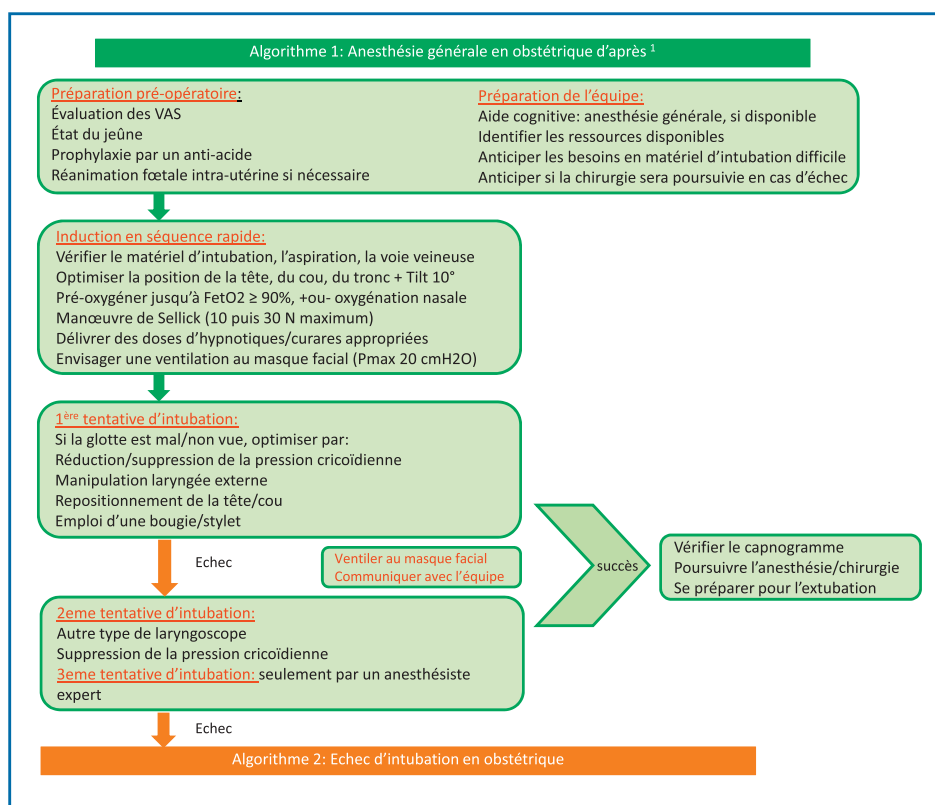 Algorithme 1: Anesthésie générale en obstétrique d'après 1
Préparation pré-opératoire:
Évaluation des VAS
État du jeûne
Prophylaxie par un anti-acide
Réanimation fœtale intra-utérine si nécessaire
Préparation de l'équipe:
Aide cognitive: anesthésie générale, si disponible
Identifier les ressources disponibles
Anticiper les besoins en matériel d'intubation difficile
Anticiper si la chirurgie sera poursuivie en cas d'échec
Induction en séquence rapide:
Vérifier le matériel d'intubation, l'aspiration, la voie veineuse
Optimiser la position de la tête, du cou, du tronc + Tilt 10°
Pré-oxygéner jusqu'à FetO2 ≥ 90%, +ou- oxygénation nasale
Manœuvre de Sellick (10 puis 30 N maximum)
Délivrer des doses d'hypnotiques/curares appropriées
Envisager une ventilation au masque facial (Pmax 20 cmH2O)
1ère tentative d'intubation:
Si la glotte est mal/non vue, optimiser par:
Réduction/suppression de la pression cricoïdienne
Manipulation laryngée externe
Repositionnement de la tête/cou
Emploi d'une bougie/stylet
Echec
Ventiler au masque facial
Communiquer avec l'équipe
succès
Vérifier le capnogramme
Poursuivre l'anesthésie/chirurgie
Se préparer pour l'extubation
2eme tentative d'intubation:
Autre type de laryngoscope
Suppression de la pression cricoïdienne
3eme tentative d'intubation: seulement par un anesthésiste
expert
Echec
Algorithme 2: Echec d'intubation en obstétrique